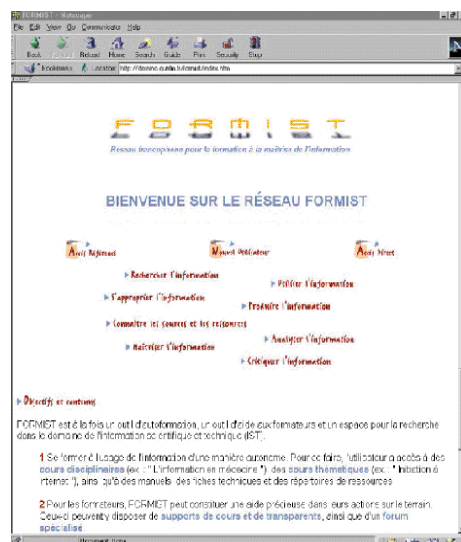 FORMIST - Netscape
File Edit View Go Communicator Help
Back Reload Home Search Guide Print Security Stop
Bookmarks Location: http://
FORMIST
Réseau francophone pour la formation à la maîtrise de l'information
BIENVENUE SUR LE RÉSEAU FORMIST
Accès Référencé Nouvel Utilisateur Accès Direct
Rechercher l'information
Utiliser l'information
S'approprier l'information
Produire l'information
Connaître les sources et les ressources
Analyser l'information
Maîtriser l'information
Critiquer l'information
Objectifs et contenus
FORMIST est à la fois un outil d'autoformation, un outil d'aide aux formateurs et un espace pour la recherche
dans le domaine de l'information scientifique et technique (IST).
1 Se former à l'usage de l'information d'une manière autonome. Pour ce faire, l'utilisateur a accès à des
cours disciplinaires (ex : " L'information en médecine "), des cours thématiques (ex : " Initiation à
Internet "), ainsi qu'à des manuels, des fiches techniques et des répertoires de ressources
2 Pour les formateurs, FORMIST peut constituer une aide précieuse dans leurs actions sur le terrain.
Ceux-ci peuvent y disposer de supports de cours et de transparents, ainsi que d'un forum
spécialisé
Document: Done